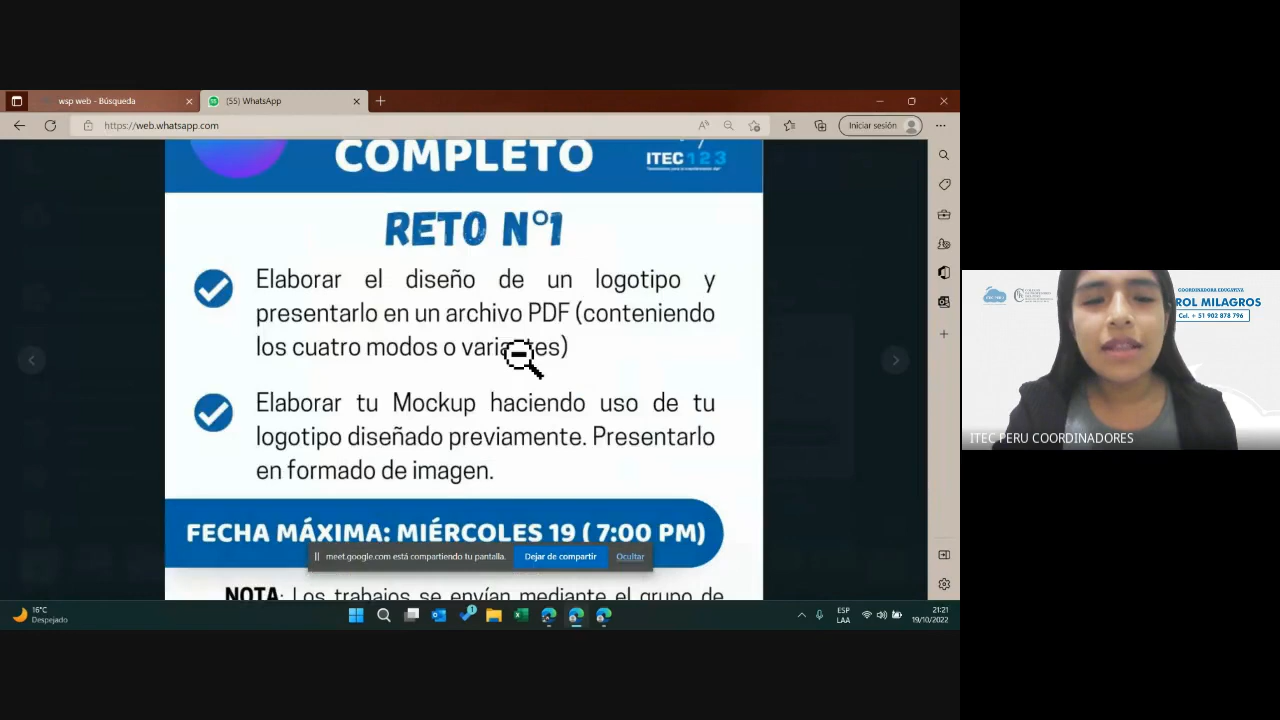 wsp web - Búsqueda
(55) WhatsApp
https://web.whatsapp.com
Iniciar sesión
COMPLETO
ITEC 1 2 3
RETO N°1
Elaborar el diseño de un logotipo y
presentarlo en un archivo PDF (conteniendo
los cuatro modos o variantes)
Elaborar tu Mockup haciendo uso de tu
logotipo diseñado previamente. Presentarlo
en formado de imagen.
FECHA MÁXIMA: MIÉRCOLES 19 ( 7:00 PM)
meet.google.com está compartiendo tu pantalla.
Dejar de compartir
Ocultar
NOTA: Los trabajos se envían mediante el grupo de
16°C
Despejado
ESP
LAA
21:21
19/10/2022
COORDINADORA EDUCATIVA
ROL MILAGROS
Cel. + 51 902 878 796
ITEC PERU COORDINADORES